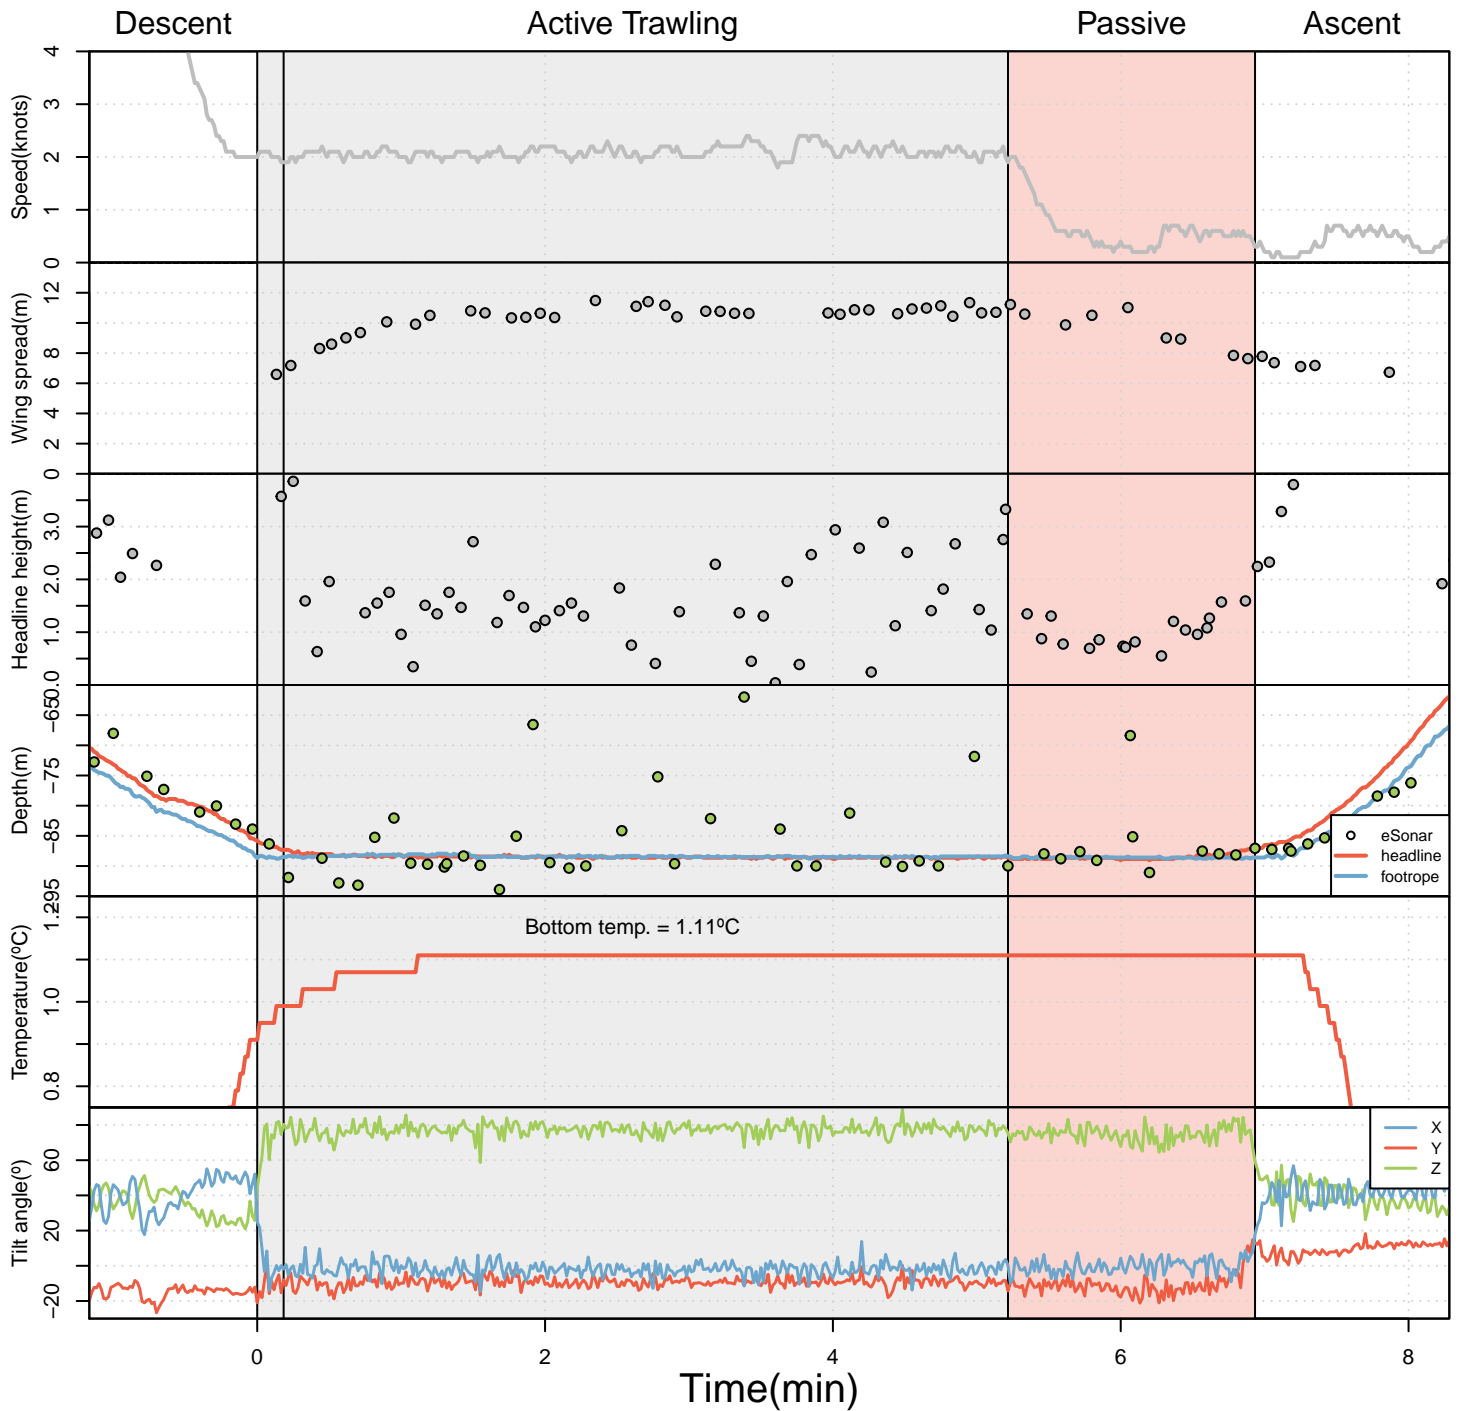 Descent Active Trawling Passive Ascent
Speed(knots)
4
3
2
1
0
Wing spread(m)
12
8
6
4
2
0
Headline height(m)
3.0
2.0
1.0
0.0
Depth(m)
−65
−75
−85
−95
eSonar
headline
footrope
Temperature(ºC)
1.2
1.0
0.8
Bottom temp. = 1.11ºC
Tilt angle(º)
60
20
−20
X
Y
Z
0 2 4 6 8
Time(min)